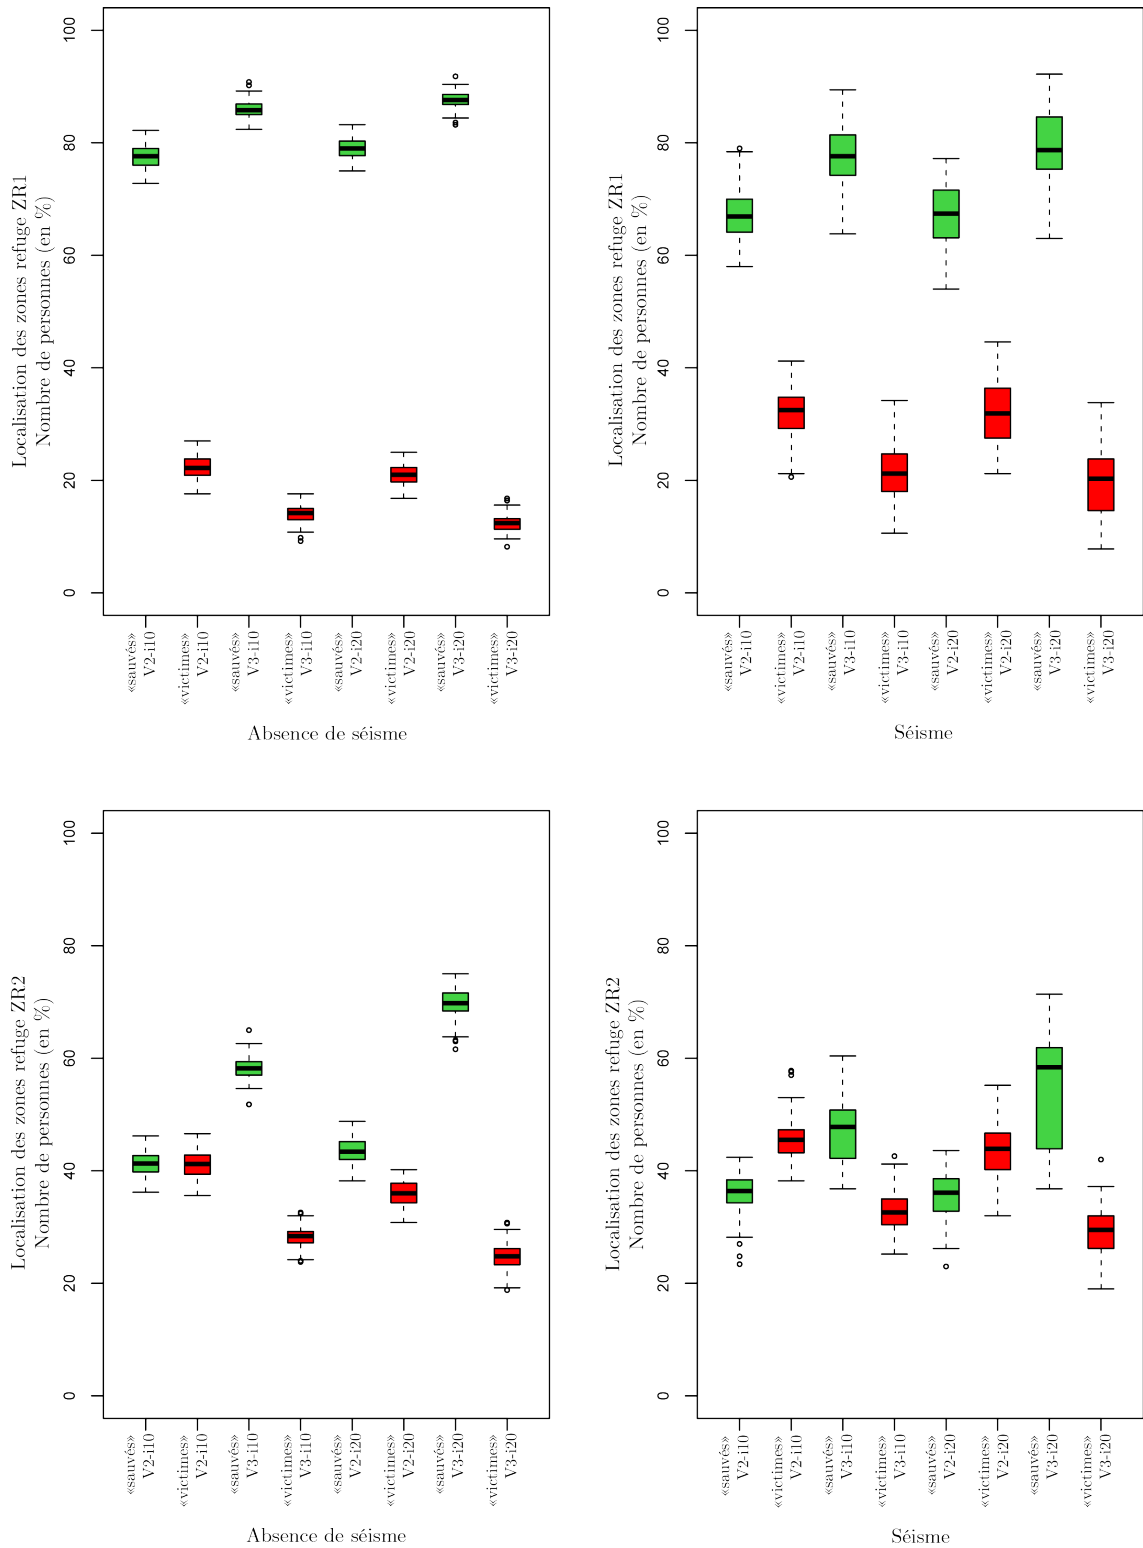 Localisation des zones refuge ZR1
Nombre de personnes (en %)
100
80
60
40
20
0
«sauvés»
V2-i10
«victimes»
V2-i10
«sauvés»
V3-i10
«victimes»
V3-i10
«sauvés»
V2-i20
«victimes»
V2-i20
«sauvés»
V3-i20
«victimes»
V3-i20
Absence de séisme
Localisation des zones refuge ZR1
Nombre de personnes (en %)
100
80
60
40
20
0
«sauvés»
V2-i10
«victimes»
V2-i10
«sauvés»
V3-i10
«victimes»
V3-i10
«sauvés»
V2-i20
«victimes»
V2-i20
«sauvés»
V3-i20
«victimes»
V3-i20
Séisme
Localisation des zones refuge ZR2
Nombre de personnes (en %)
100
80
60
40
20
0
«sauvés»
V2-i10
«victimes»
V2-i10
«sauvés»
V3-i10
«victimes»
V3-i10
«sauvés»
V2-i20
«victimes»
V2-i20
«sauvés»
V3-i20
«victimes»
V3-i20
Absence de séisme
Localisation des zones refuge ZR2
Nombre de personnes (en %)
100
80
60
40
20
0
«sauvés»
V2-i10
«victimes»
V2-i10
«sauvés»
V3-i10
«victimes»
V3-i10
«sauvés»
V2-i20
«victimes»
V2-i20
«sauvés»
V3-i20
«victimes»
V3-i20
Séisme